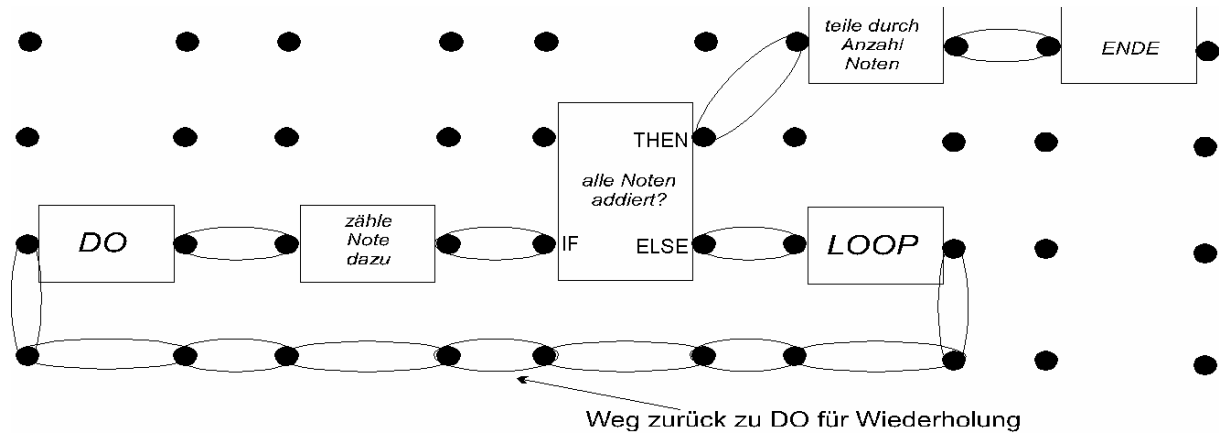 teile durch
Anzahl
Noten
ENDE
THEN
alle Noten
addiert?
IF
ELSE
DO
zähle
Note
dazu
LOOP
Weg zurück zu DO für Wiederholung